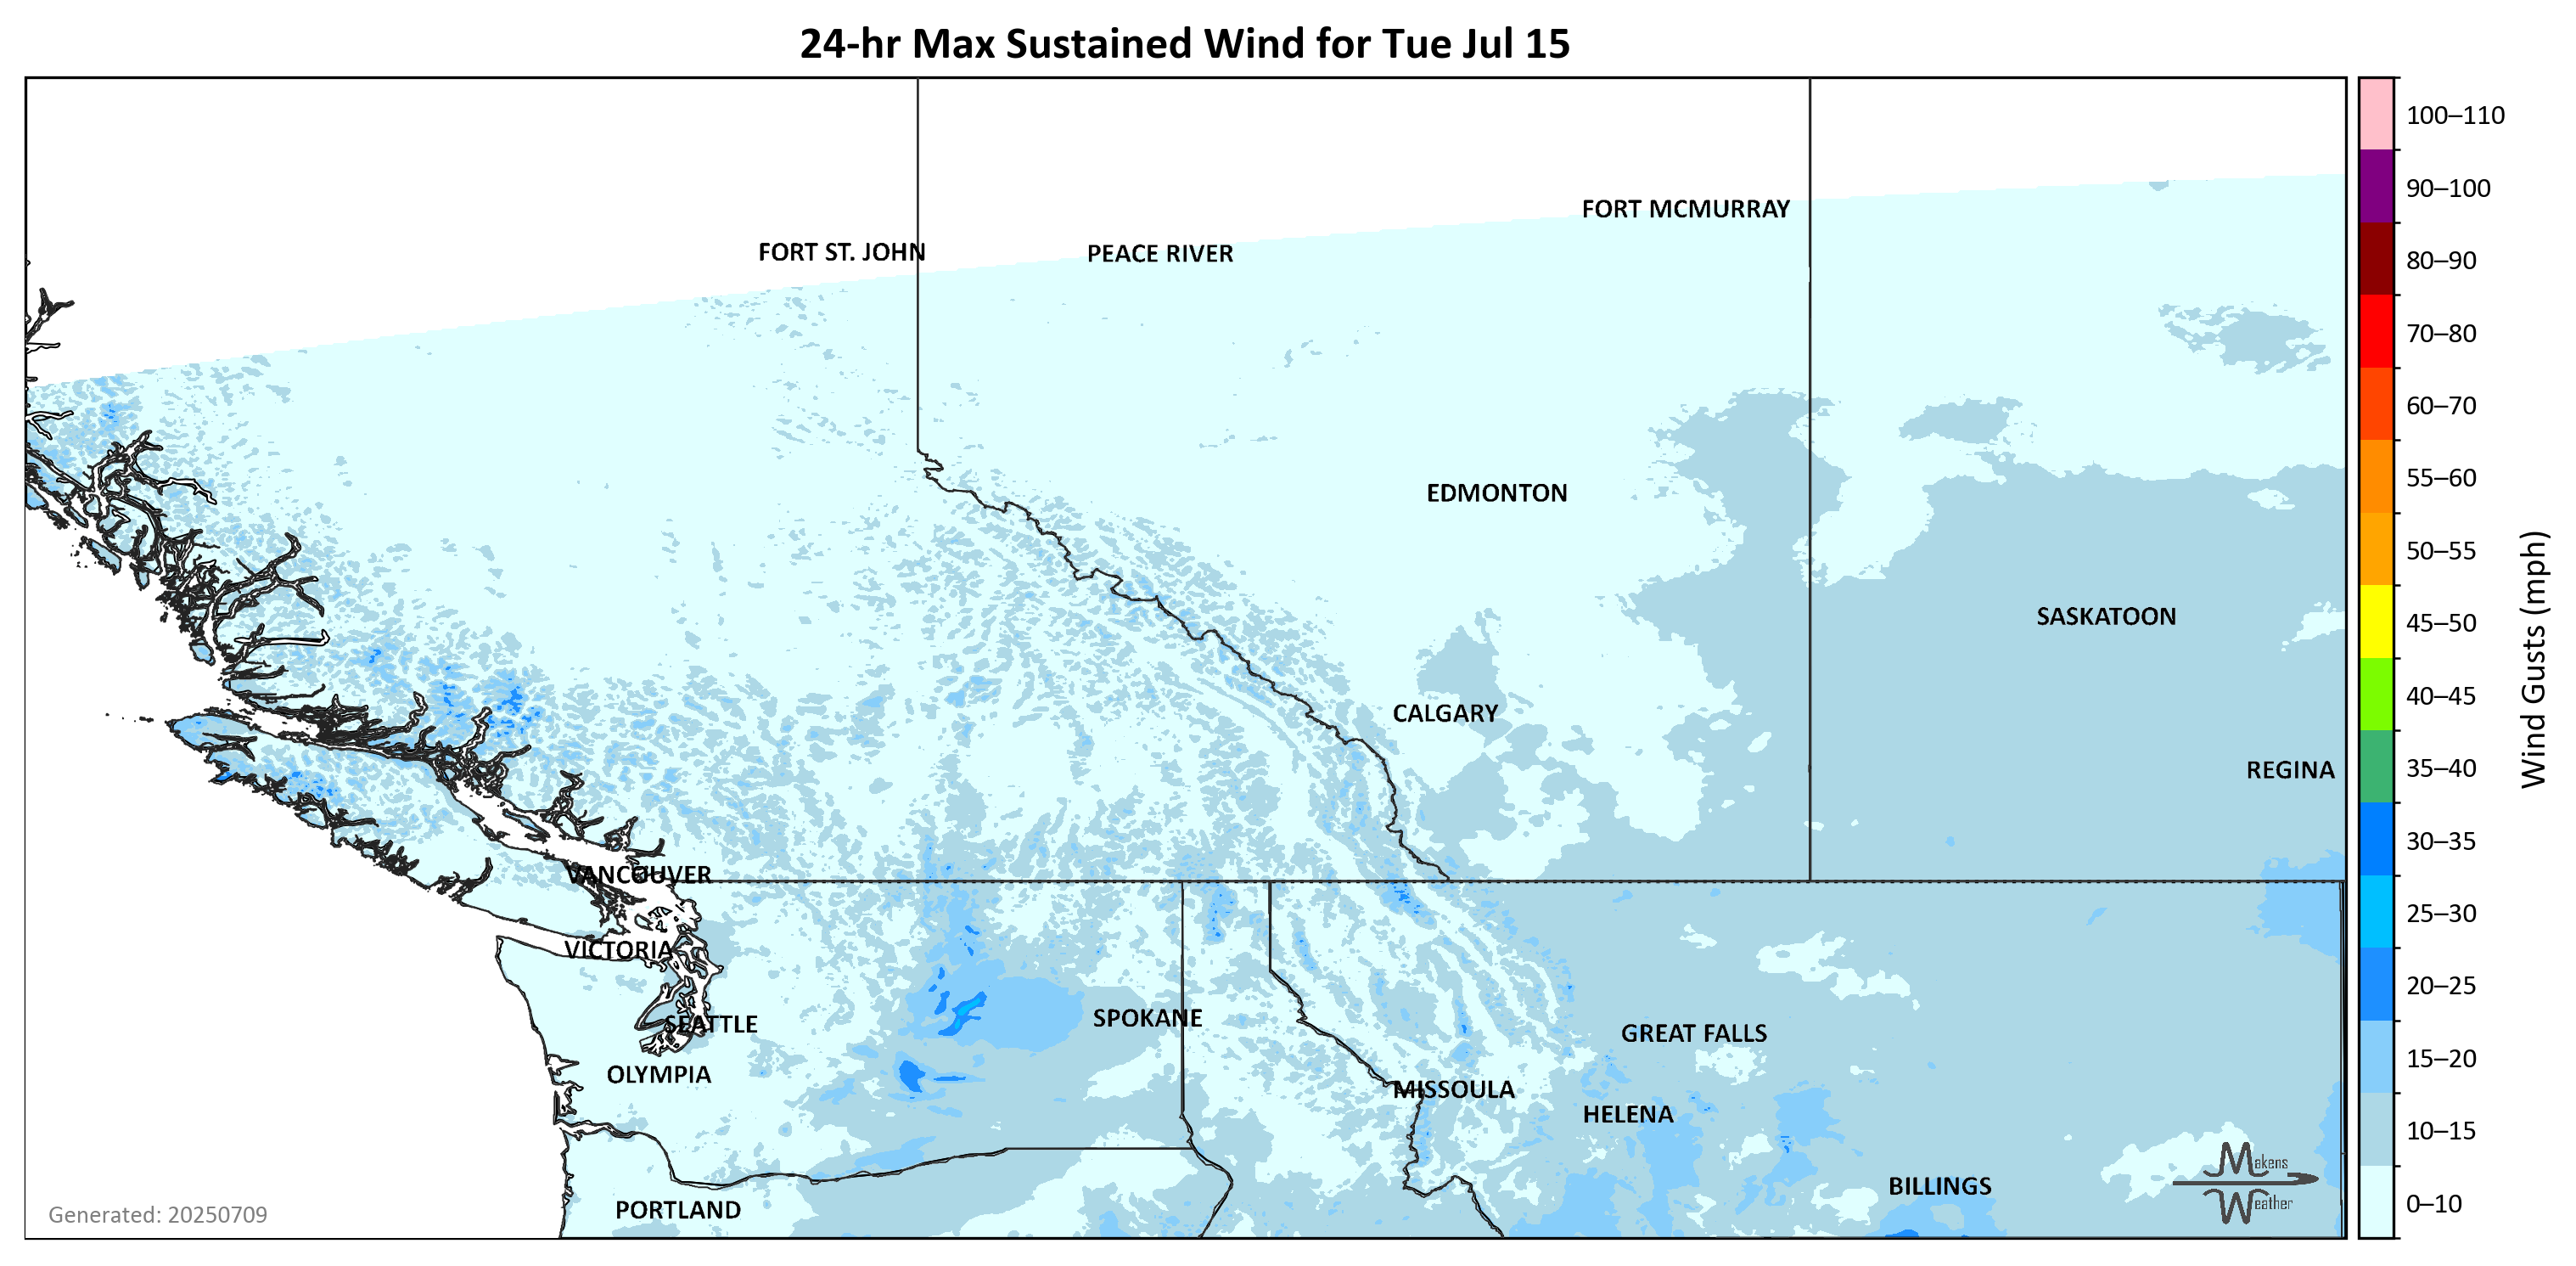 24-hr Max Sustained Wind for Tue Jul 15
FORT MCMURRAY
FORT ST. JOHN
PEACE RIVER
EDMONTON
SASKATOON
CALGARY
REGINA
VANCOUVER
VICTORIA
SPOKANE
SEATTLE
GREAT FALLS
OLYMPIA
MISSOULA
HELENA
BILLINGS
PORTLAND
Makens
Weather
Generated: 20250709
100–110
90–100
80–90
70–80
60–70
55–60
50–55
45–50
40–45
35–40
30–35
25–30
20–25
15–20
10–15
0–10
Wind Gusts (mph)